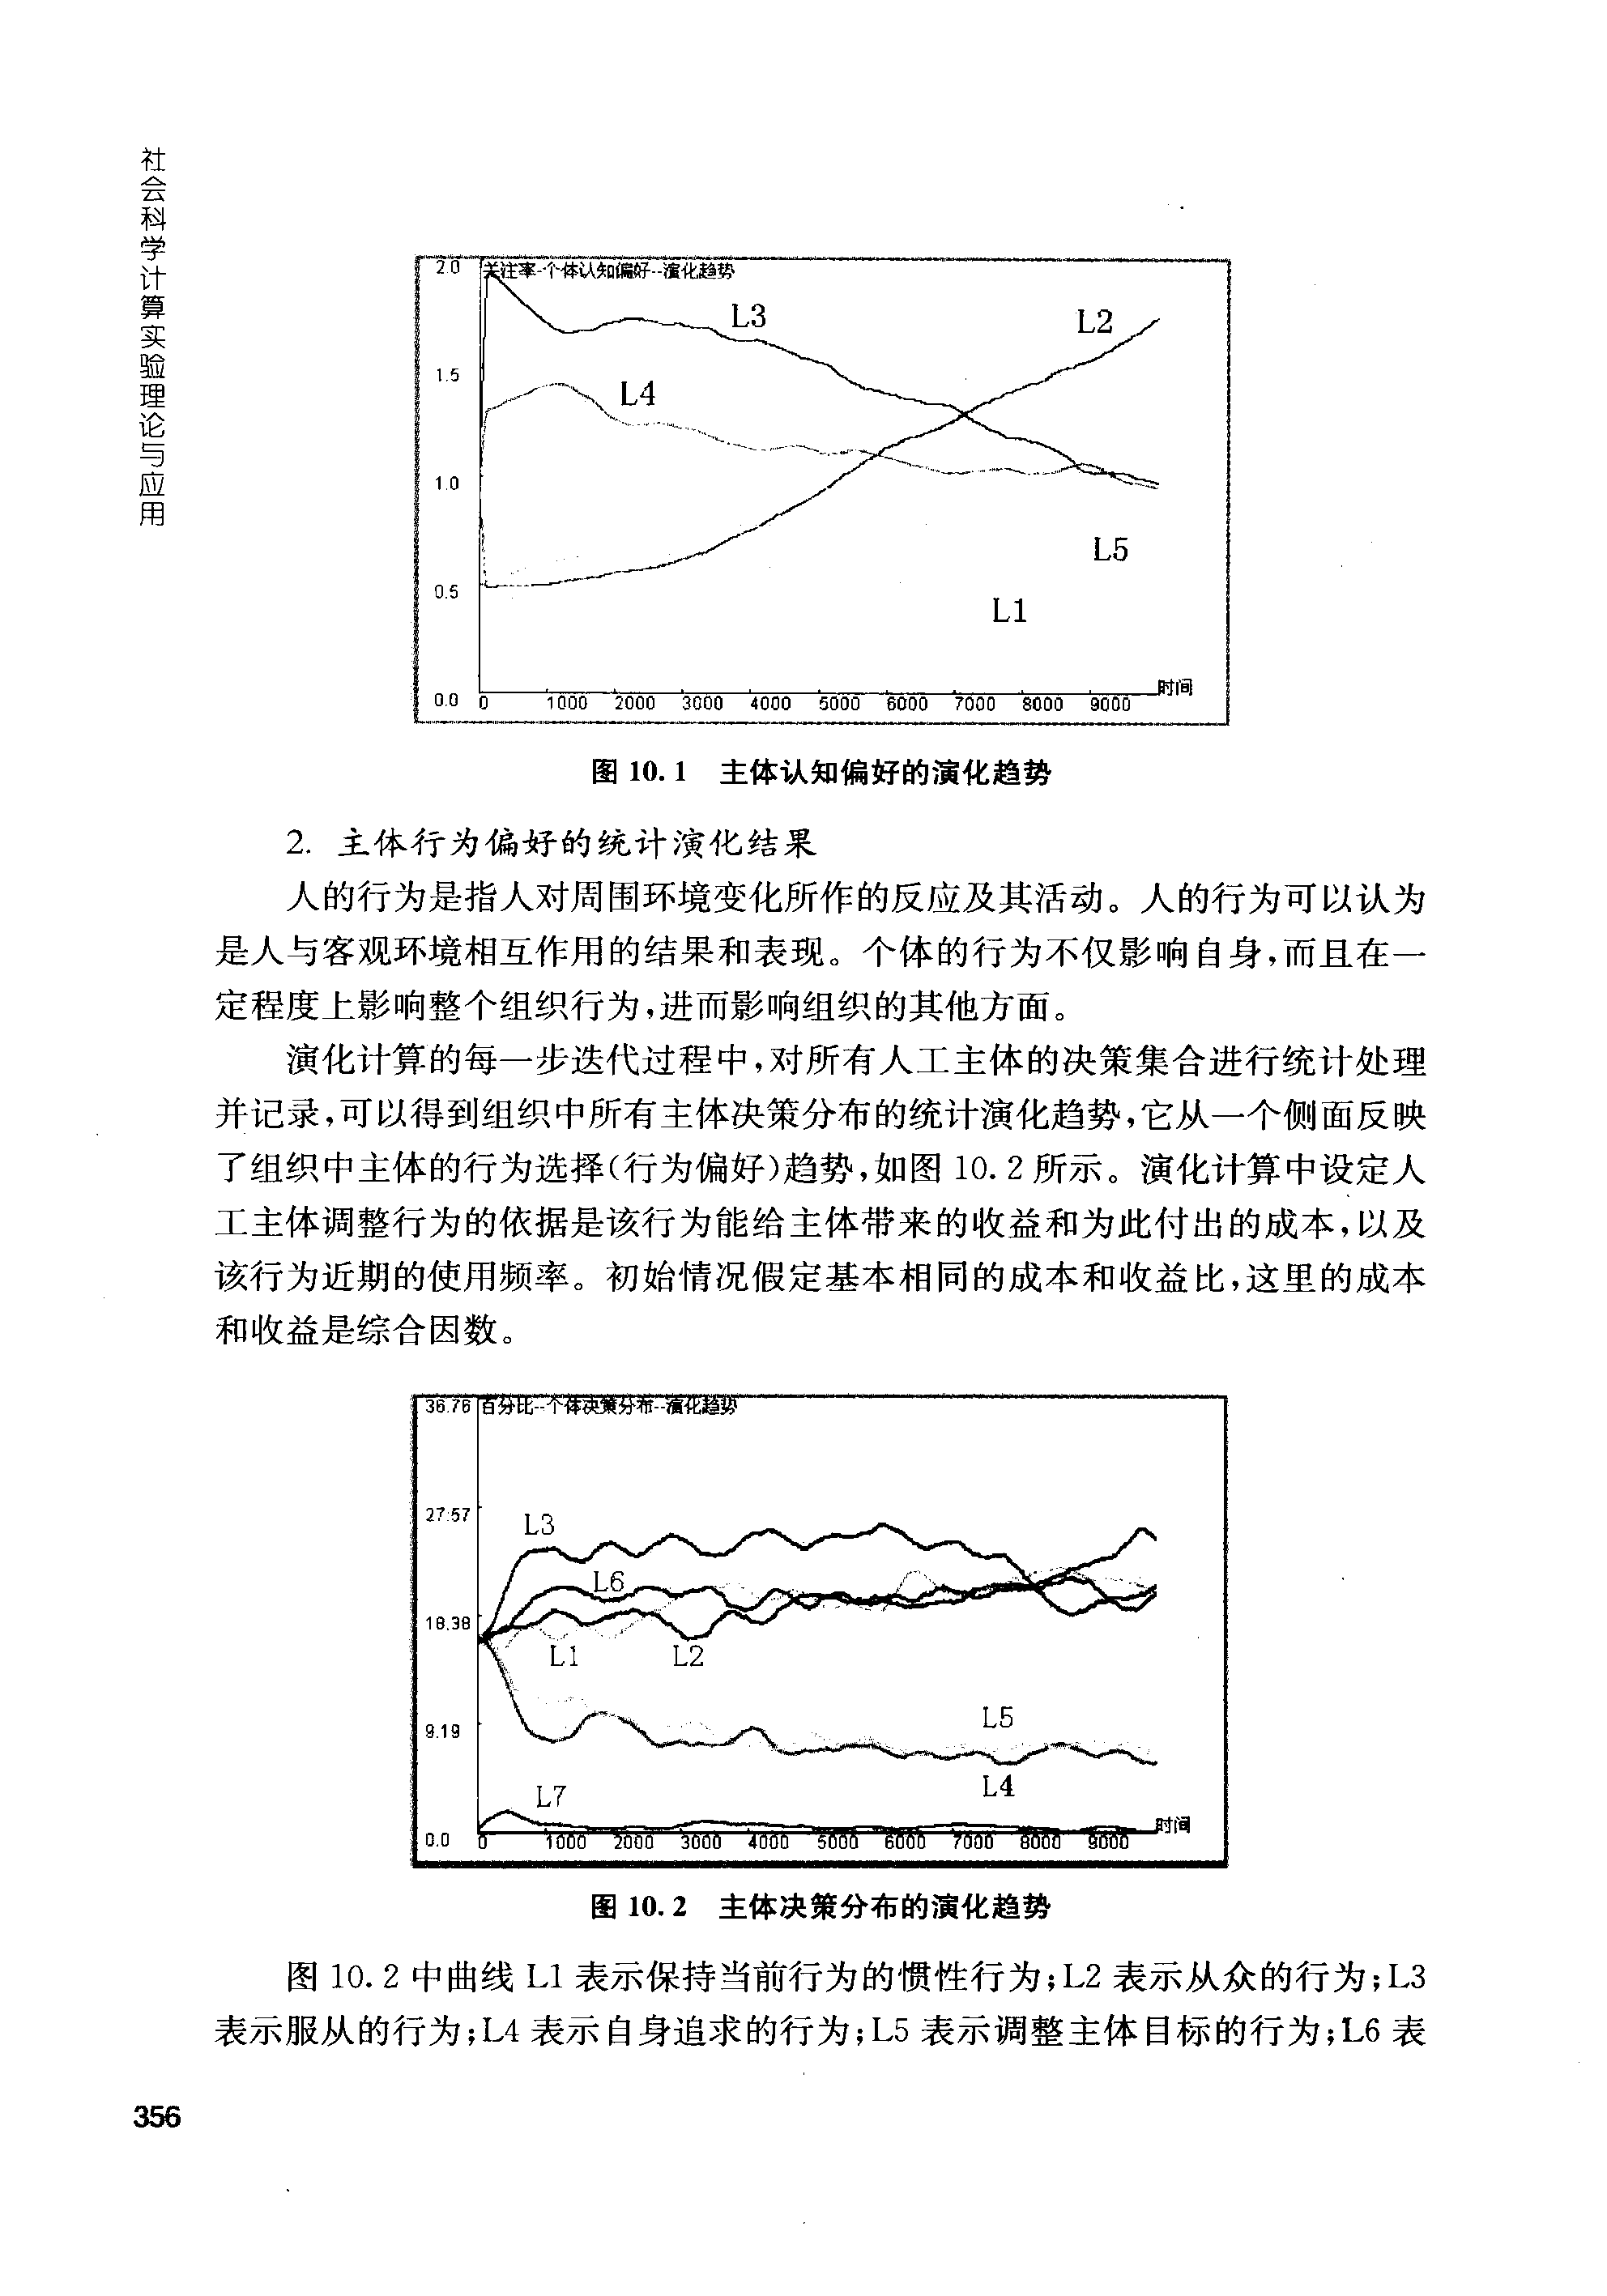 社会科学计算实验理论与应用
2.0 关注率-个体认知偏好--演化趋势
L3
L2
1.5
L4
1.0
L5
0.5
L1
0.0 0 1000 2000 3000 4000 5000 6000 7000 8000 9000 时间
图 10.1 主体认知偏好的演化趋势
2. 主体行为偏好的统计演化结果
人的行为是指人对周围环境变化所作的反应及其活动。人的行为可以认为
是人与客观环境相互作用的结果和表现。个体的行为不仅影响自身,而且在一
定程度上影响整个组织行为,进而影响组织的其他方面。
演化计算的每一步迭代过程中,对所有人工主体的决策集合进行统计处理
并记录,可以得到组织中所有主体决策分布的统计演化趋势,它从一个侧面反映
了组织中主体的行为选择(行为偏好)趋势,如图 10.2 所示。演化计算中设定人
工主体调整行为的依据是该行为能给主体带来的收益和为此付出的成本,以及
该行为近期的使用频率。初始情况假定基本相同的成本和收益比,这里的成本
和收益是综合因数。
36.76 百分比--个体决策分布--演化趋势
27.57
L3
L6
18.38
L1 L2
L5
9.19
L4
L7
0.0 0 1000 2000 3000 4000 5000 6000 7000 8000 9000 时间
图 10.2 主体决策分布的演化趋势
图 10.2 中曲线 L1 表示保持当前行为的惯性行为;L2 表示从众的行为;L3
表示服从的行为;L4 表示自身追求的行为;L5 表示调整主体目标的行为;L6 表
356